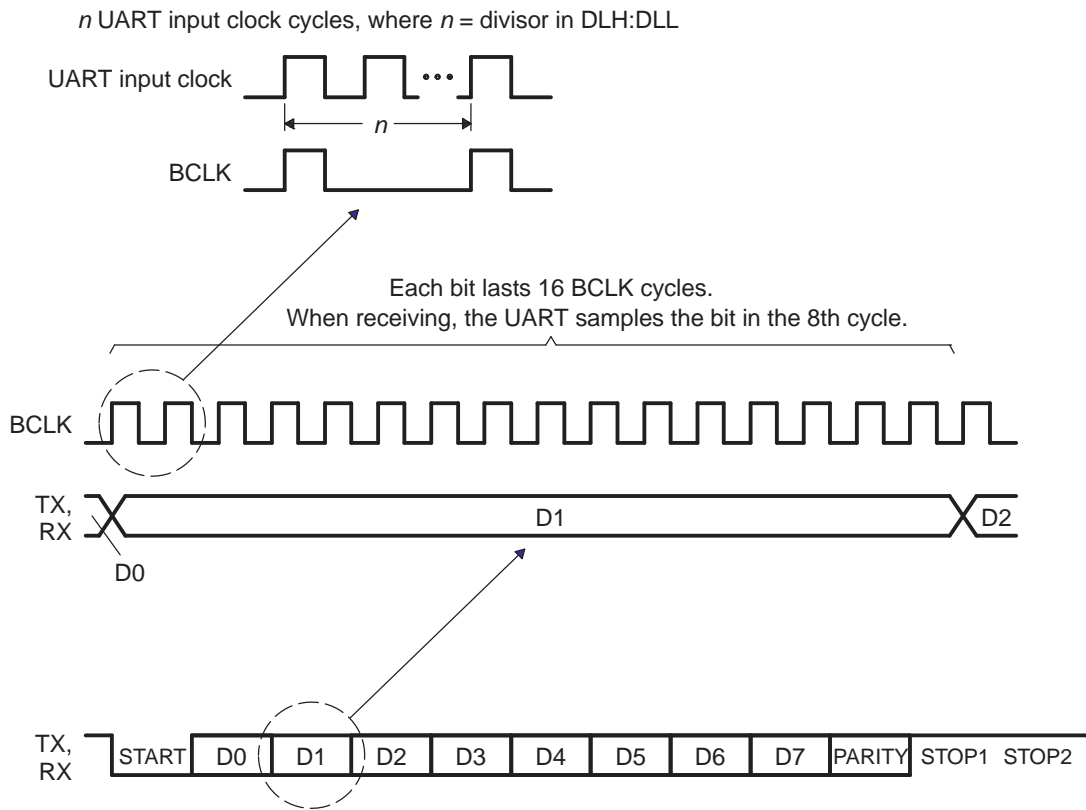 n UART input clock cycles, where n = divisor in DLH:DLL
UART input clock
n
BCLK
Each bit lasts 16 BCLK cycles.
When receiving, the UART samples the bit in the 8th cycle.
BCLK
TX,
RX
D1
D2
D0
TX,
RX
START
D0
D1
D2
D3
D4
D5
D6
D7
PARITY
STOP1
STOP2